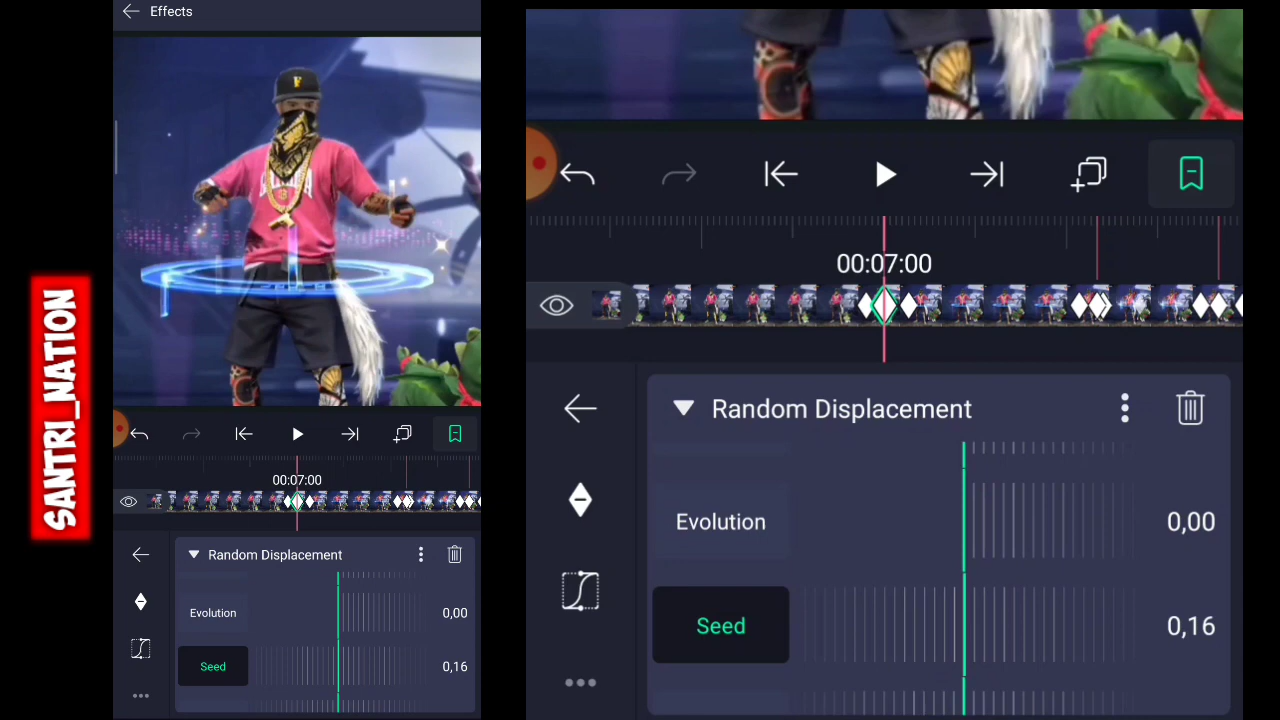 Effects
F
SANTRI_NATION
00:07:00
Random Displacement
Evolution
0,00
Seed
0,16
00:07:00
Random Displacement
Evolution
0,00
Seed
0,16